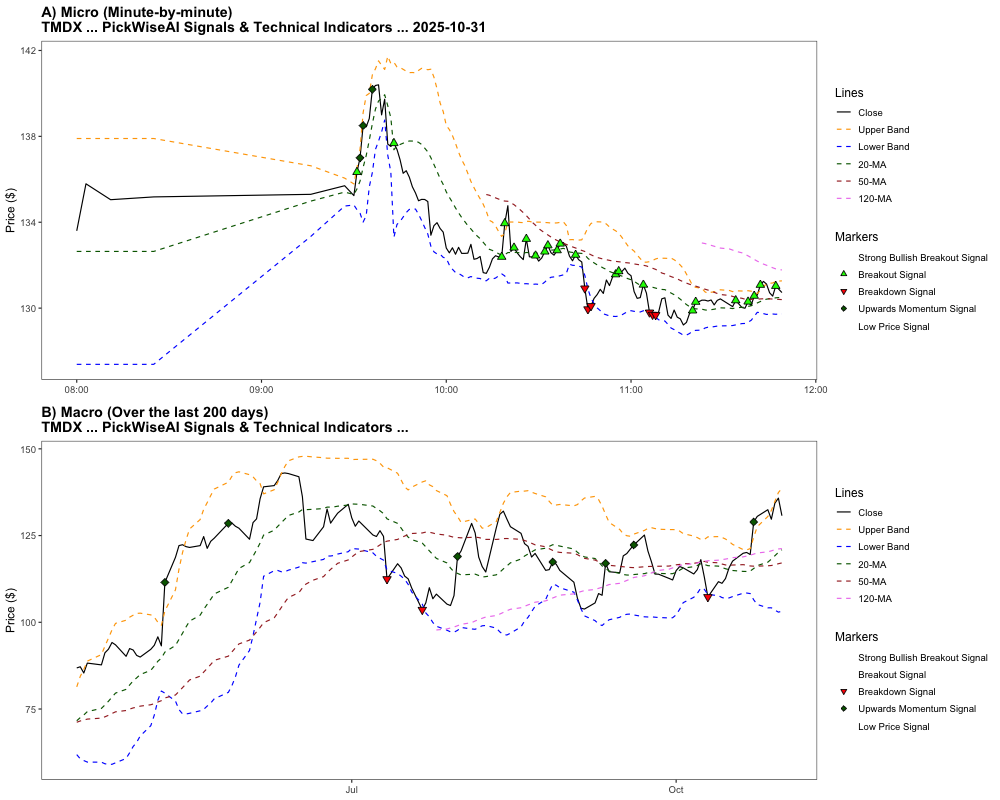 A) Micro (Minute-by-minute)
TMDX ... PickWiseAI Signals & Technical Indicators ... 2025-10-31
142
138
134
130
Price ($)
08:00
09:00
10:00
11:00
12:00
Lines
Close
Upper Band
Lower Band
20-MA
50-MA
120-MA
Markers
Strong Bullish Breakout Signal
Breakout Signal
Breakdown Signal
Upwards Momentum Signal
Low Price Signal
B) Macro (Over the last 200 days)
TMDX ... PickWiseAI Signals & Technical Indicators ...
150
125
100
75
Price ($)
Jul
Oct
Lines
Close
Upper Band
Lower Band
20-MA
50-MA
120-MA
Markers
Strong Bullish Breakout Signal
Breakout Signal
Breakdown Signal
Upwards Momentum Signal
Low Price Signal